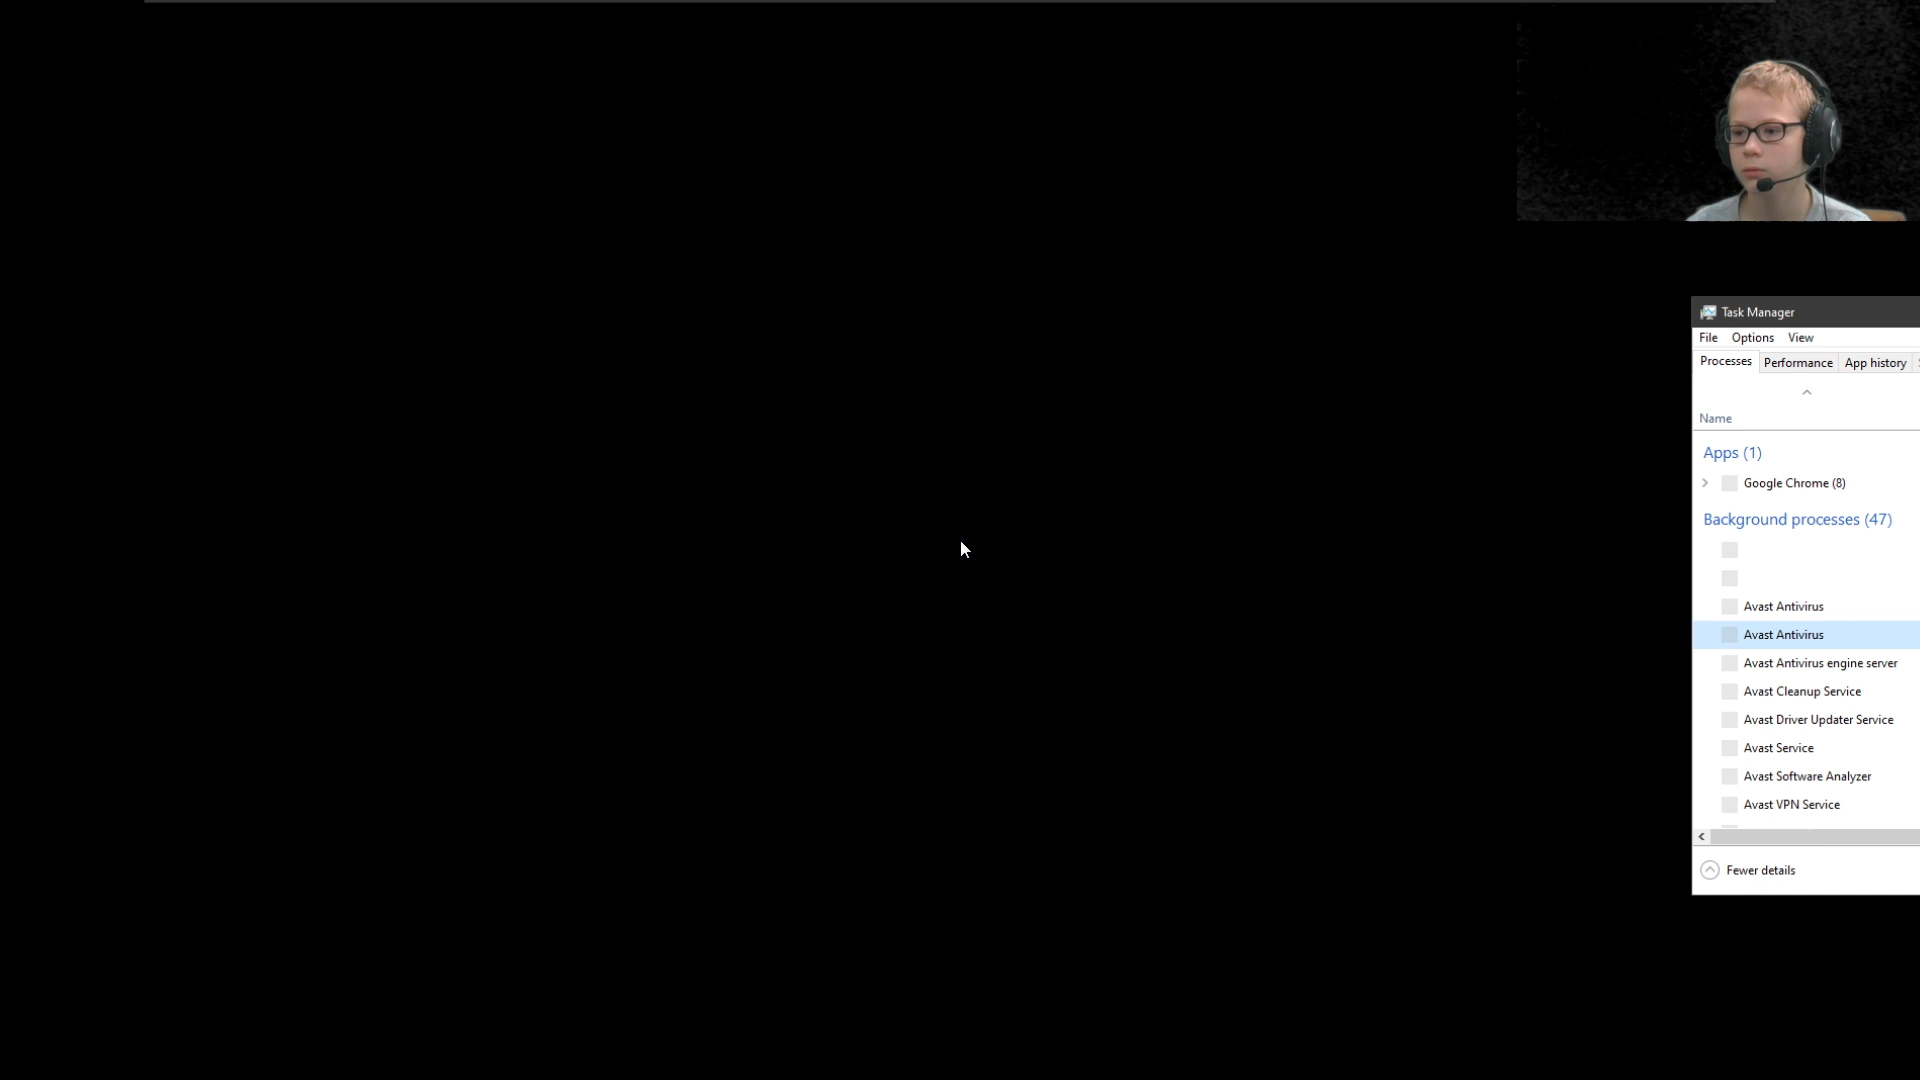 Task Manager
File Options View
Processes Performance App history
Name
Apps (1)
Google Chrome (8)
Background processes (47)
Avast Antivirus
Avast Antivirus
Avast Antivirus engine server
Avast Cleanup Service
Avast Driver Updater Service
Avast Service
Avast Software Analyzer
Avast VPN Service
Fewer details